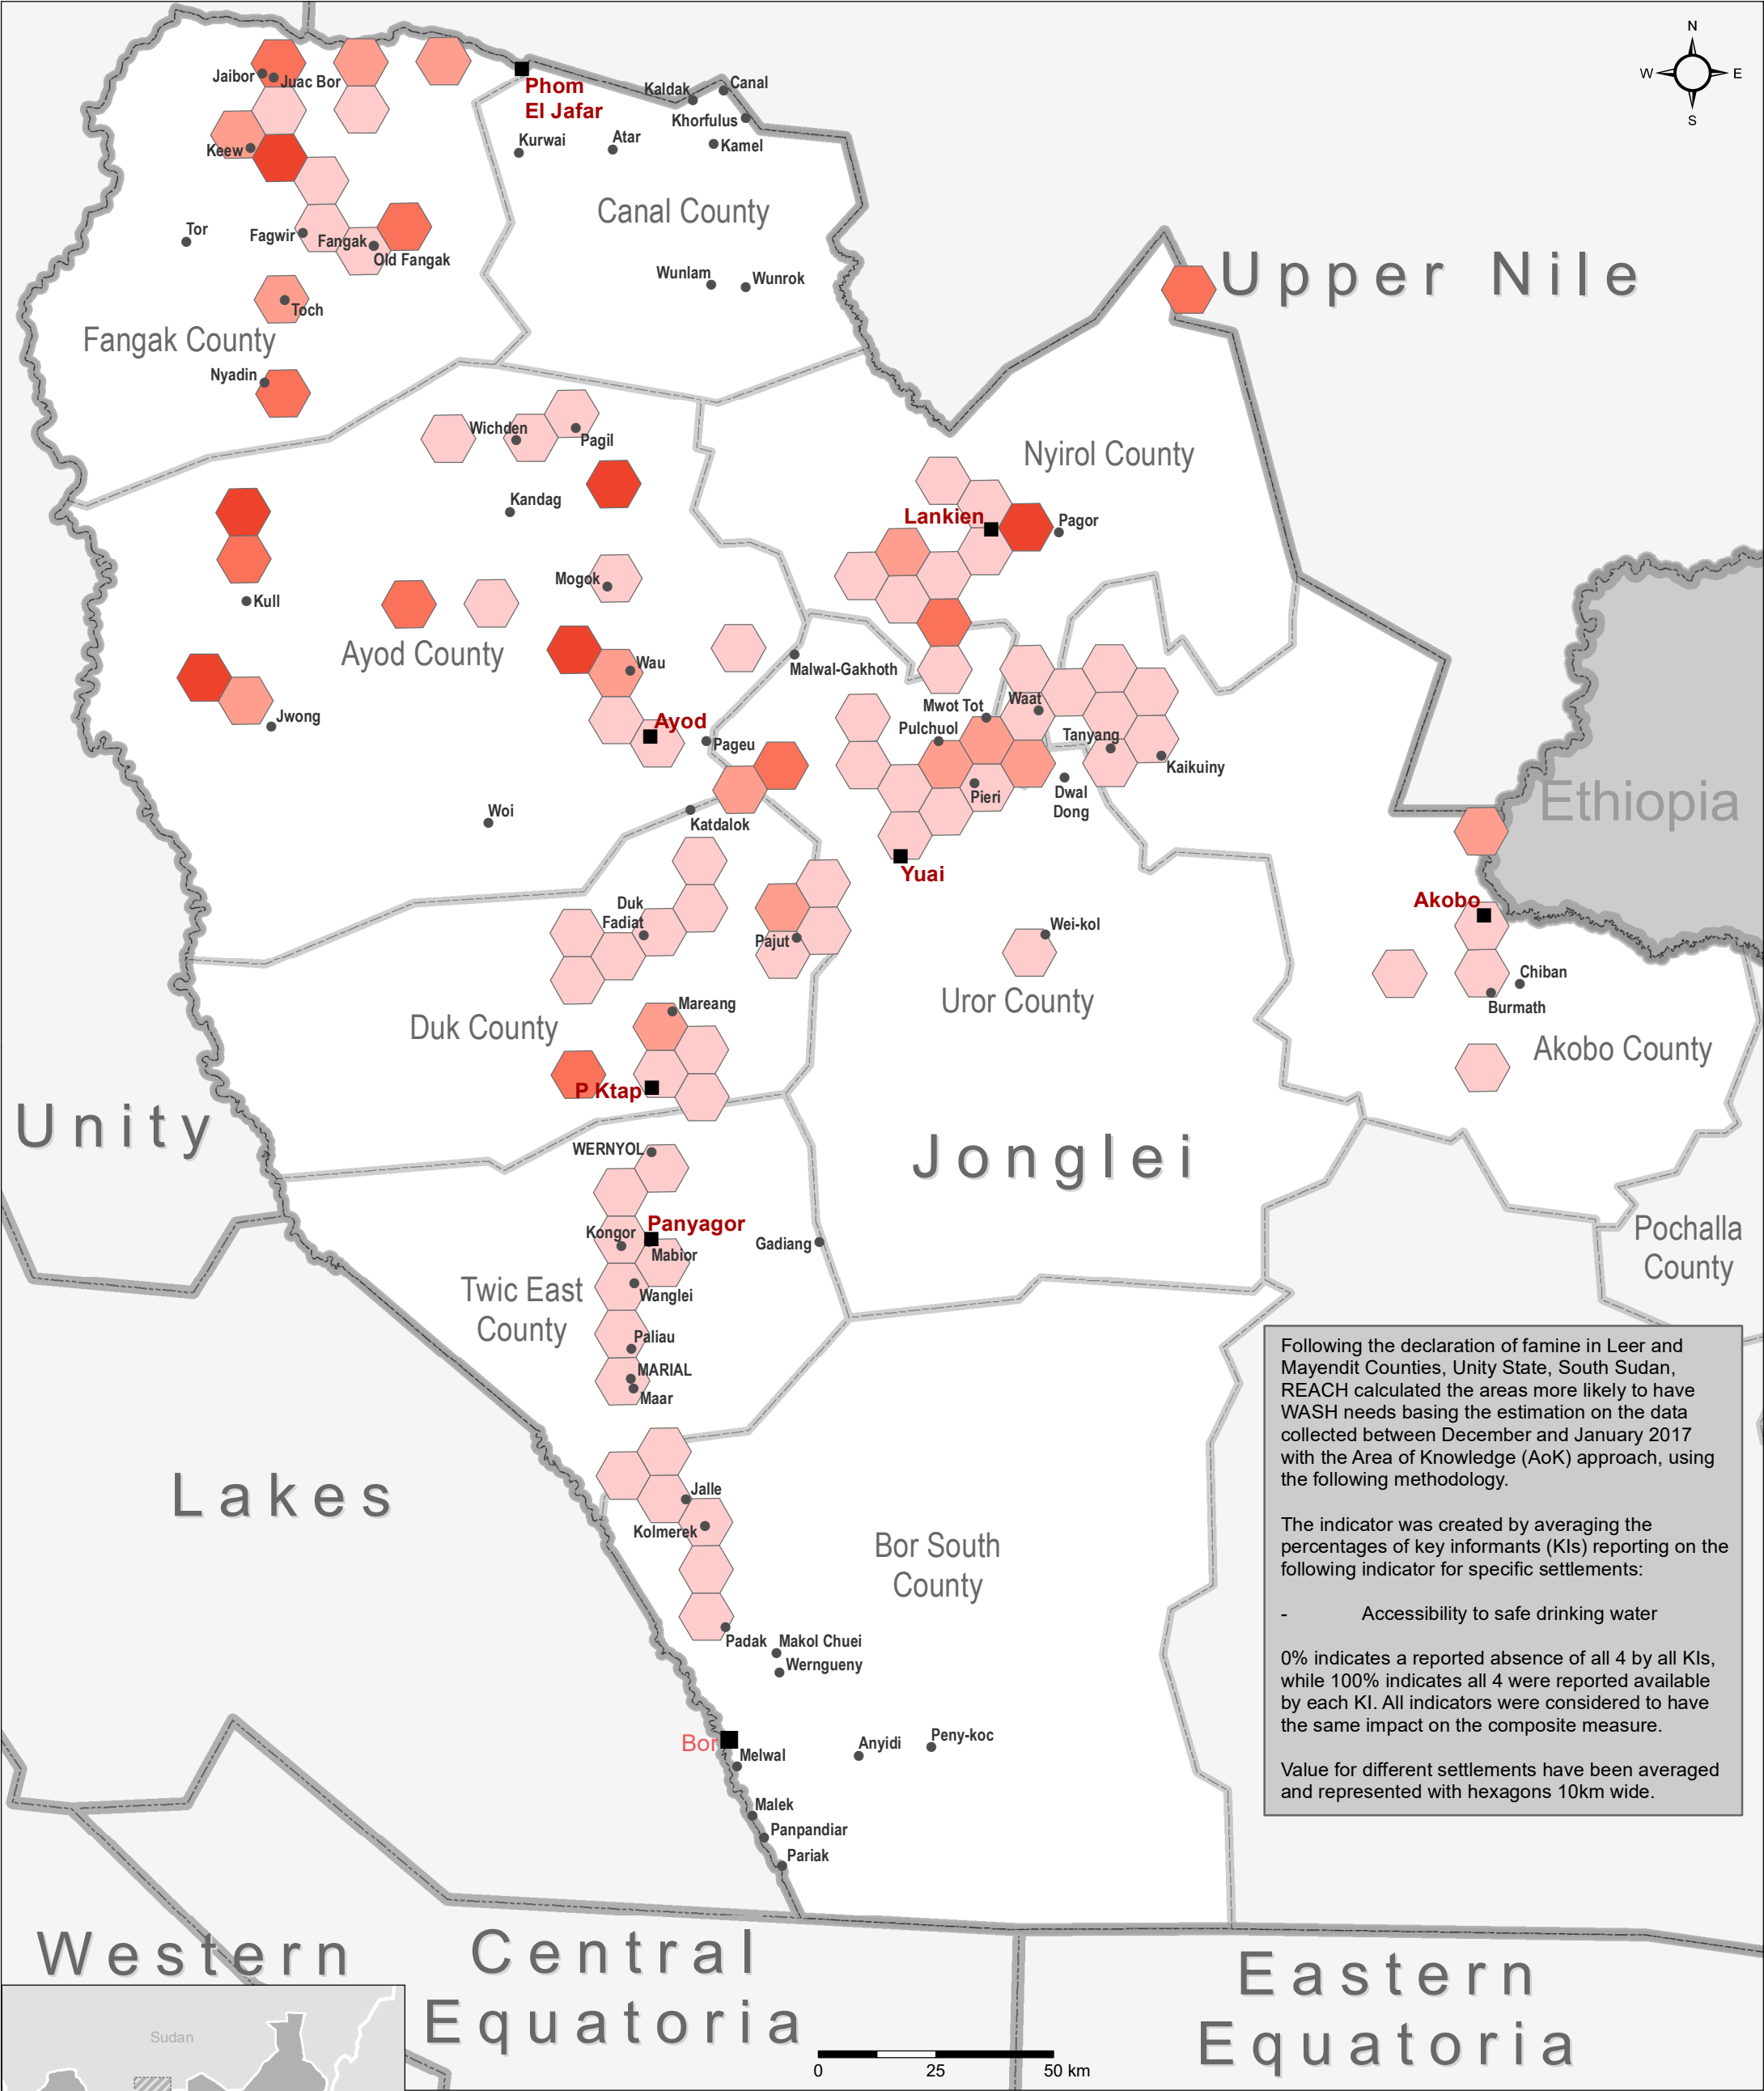 N
W
E
S
Jaibor
Juac Bor
Phom
El Jafar
Kaldak
Canal
Khorfulus
Kurwai
Atar
Kamel
Keew
Canal County
Tor
Fagwir
Fangak
Old Fangak
Upper Nile
Wunlam
Wunrok
Toch
Fangak County
Nyadin
Wichden
Pagil
Nyirol County
Kandag
Lankien
Pagor
Mogok
Kull
Ayod County
Wau
Malwal-Gakhoth
Waat
Mwot Tot
Jwong
Ayod
Pulchuol
Tanyang
Pageu
Kaikuiny
Pieri
Dwal
Dong
Ethiopia
Woi
Katdalok
Yuai
Akobo
Duk
Fadiat
Pajut
Wei-kol
Chiban
Burmath
Uror County
Mareang
Duk County
Akobo County
P Ktap
Unity
WERNYOL
Jonglei
Panyagor
Kongor
Mabior
Gadiang
Pochalla
County
Twic East
County
Wanglei
Paliau
MARIAL
Maar
Following the declaration of famine in Leer and
Mayendit Counties, Unity State, South Sudan,
REACH calculated the areas more likely to have
WASH needs basing the estimation on the data
collected between December and January 2017
with the Area of Knowledge (AoK) approach, using
the following methodology.
The indicator was created by averaging the
percentages of key informants (KIs) reporting on the
following indicator for specific settlements:
- Accessibility to safe drinking water
0% indicates a reported absence of all 4 by all KIs,
while 100% indicates all 4 were reported available
by each KI. All indicators were considered to have
the same impact on the composite measure.
Value for different settlements have been averaged
and represented with hexagons 10km wide.
Lakes
Jalle
Kolmerek
Bor South
County
Padak
Makol Chuei
Werngueny
Bor
Melwal
Anyidi
Peny-koc
Malek
Panpandiar
Pariak
Western
Central
Equatoria
Eastern
Equatoria
Sudan
0 25 50 km